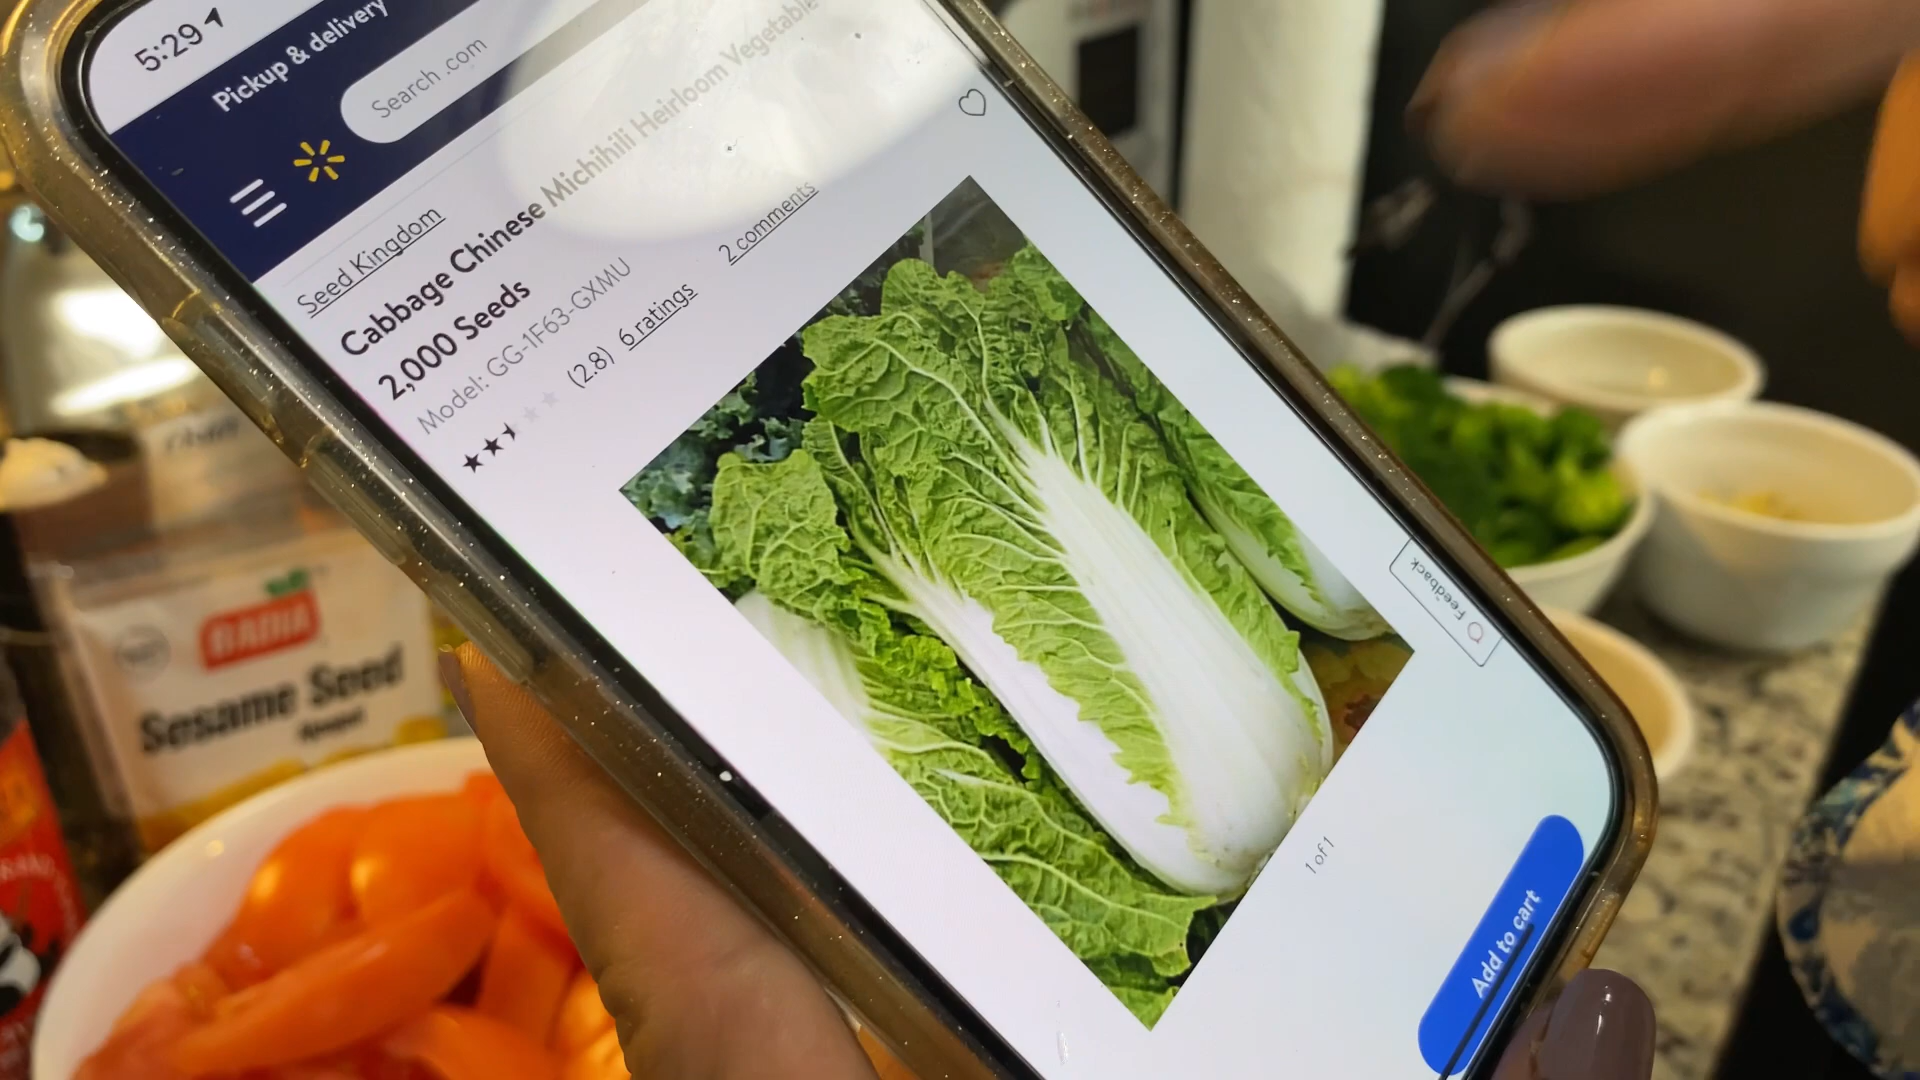 5:29
Pickup & delivery
Search .com
Seed Kingdom
Cabbage Chinese Michihili Heirloom Vegetable
2,000 Seeds
Model: GG-1F63-GXMU
(2.8) 6 ratings 2 comments
Feedback
1 of 1
Add to cart
BADIA
Sesame Seed